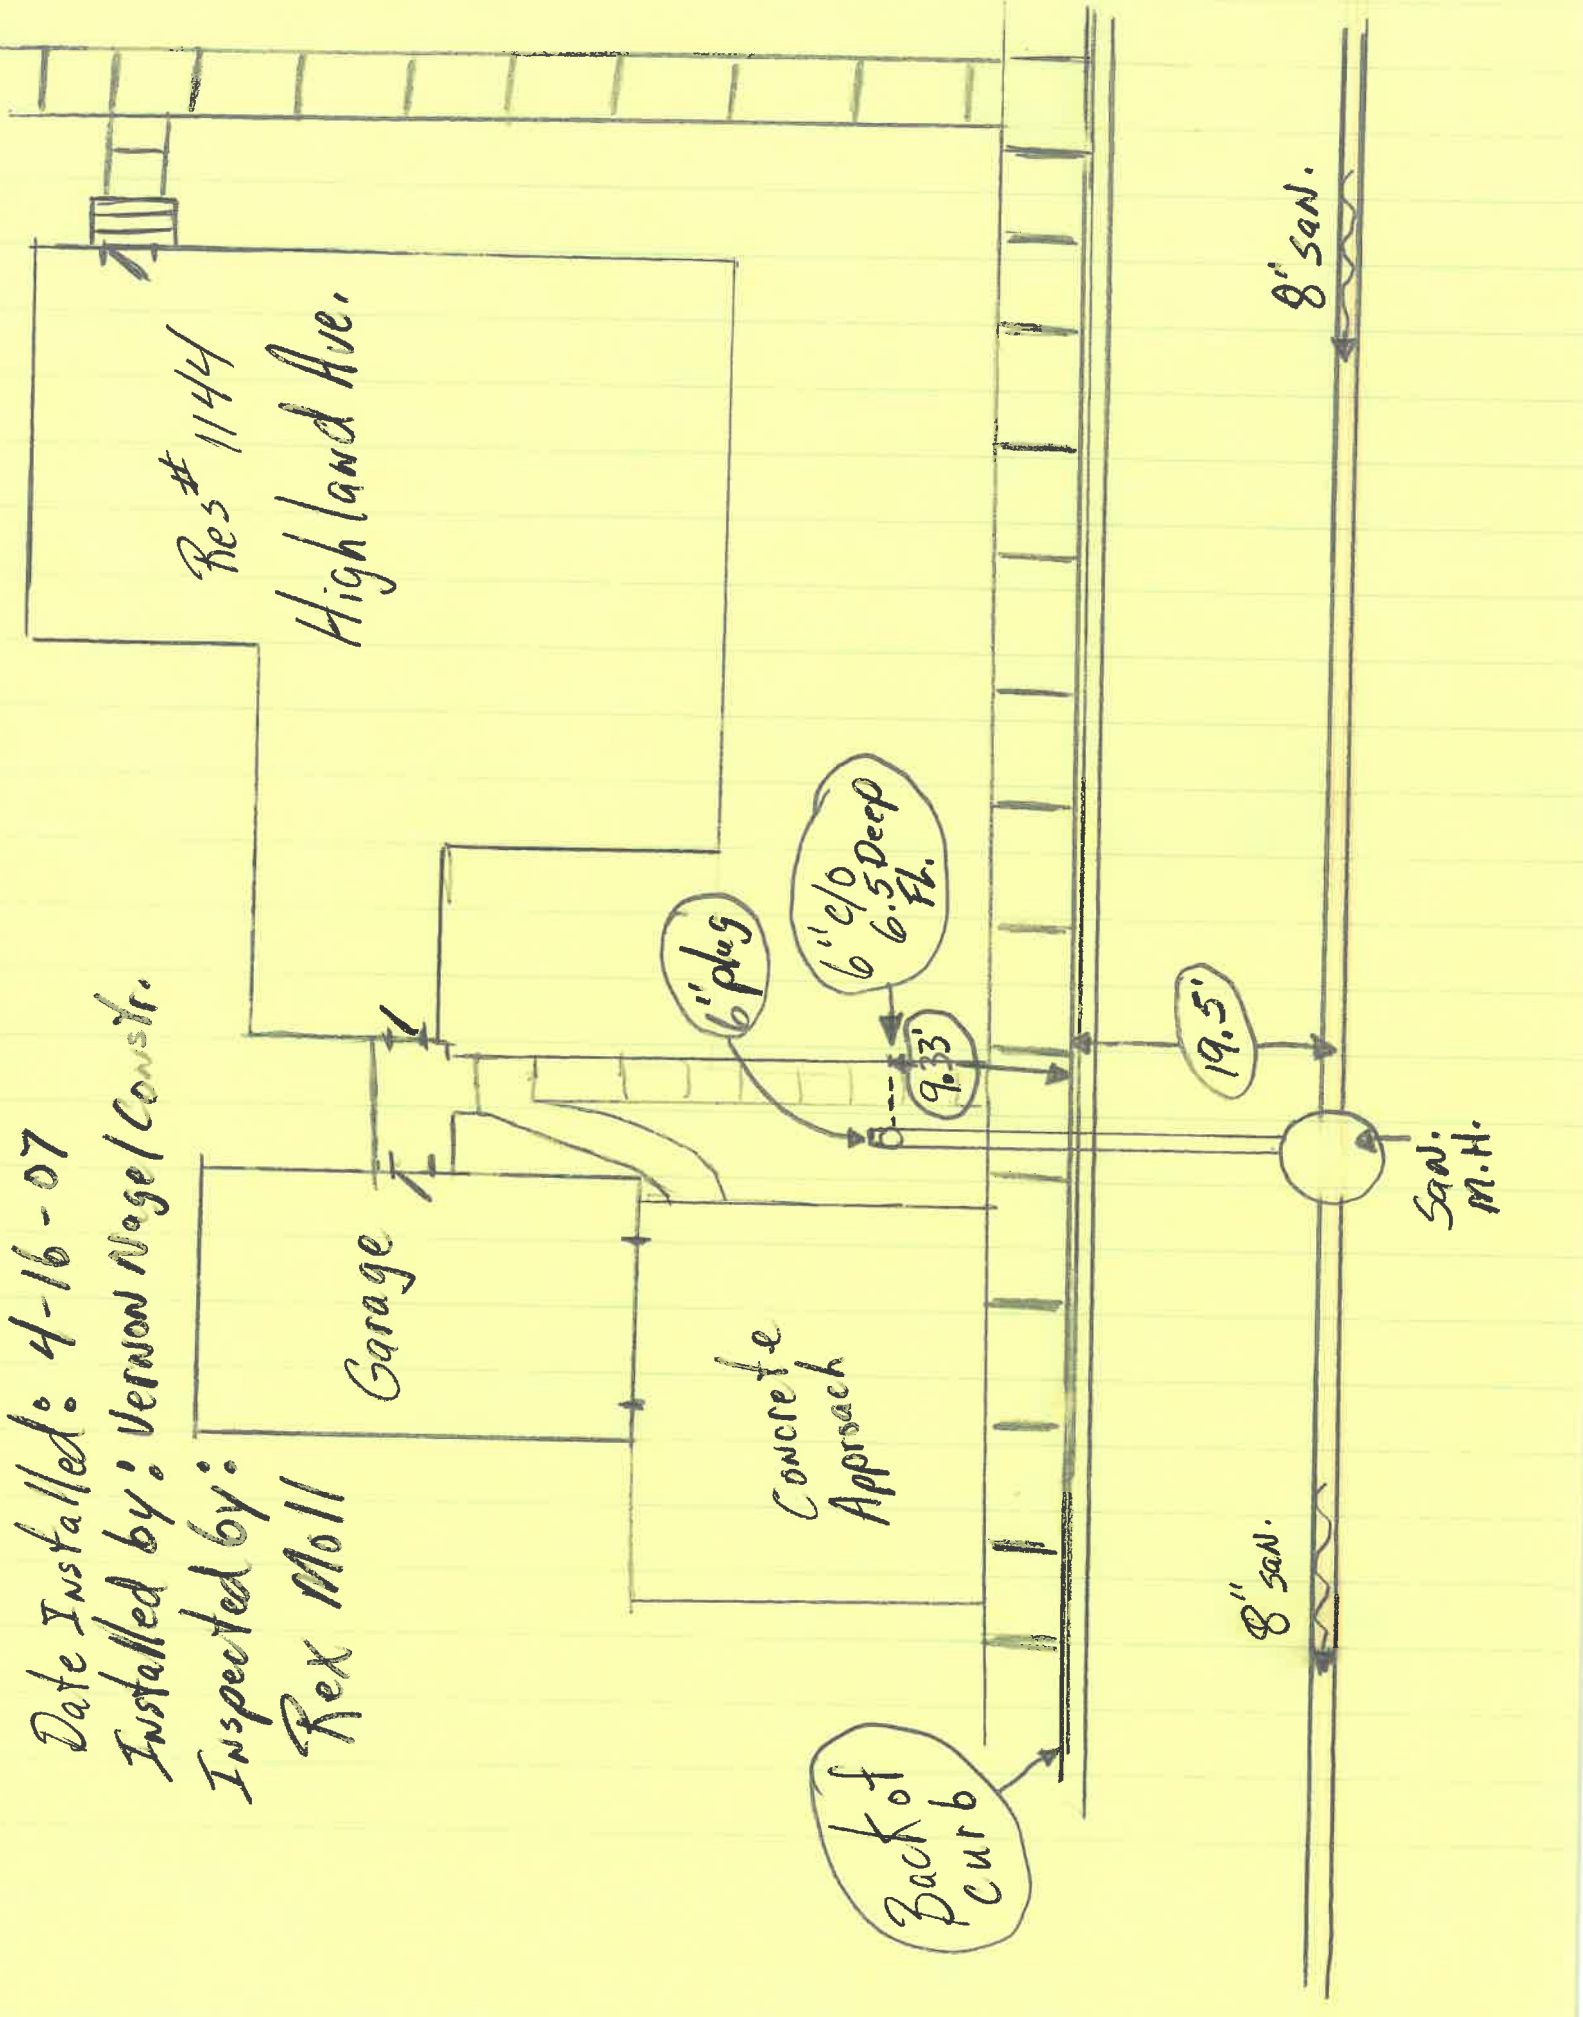 Date Installed: 4-16-07
Installed by: Vernon Nagel Constr.
Inspected by:
Rex Moll
Res# 1144
Highland Ave.
Garage
Concrete
Approach
6" plug
6" c/o
6.5 Deep
FL.
9.33'
Back of
curb
19.5'
8" san.
8" san.
San.
M.H.